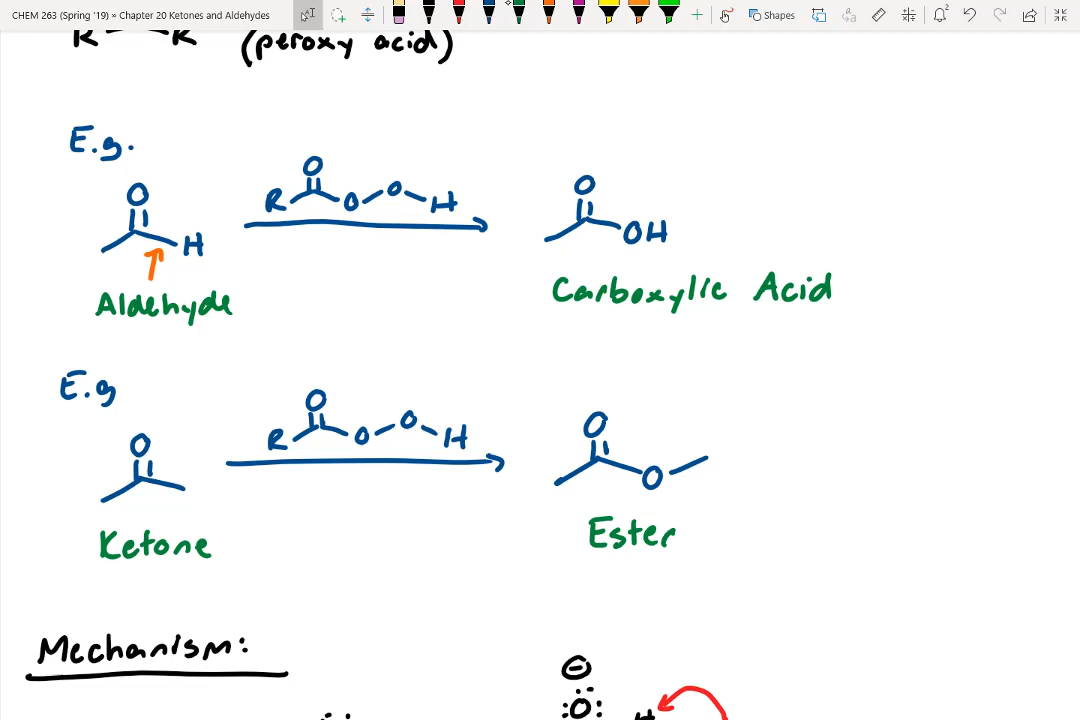 CHEM 263 (Spring '19) » Chapter 20 Ketones and Aldehydes
Shapes
2
R R (peroxy acid)
E.g.
O
H
R O O O H
O
OH
Aldehyde
Carboxylic Acid
E.g
O
R O O O H
O
O
Ketone
Ester
Mechanism:
⊖
:Ö:
H